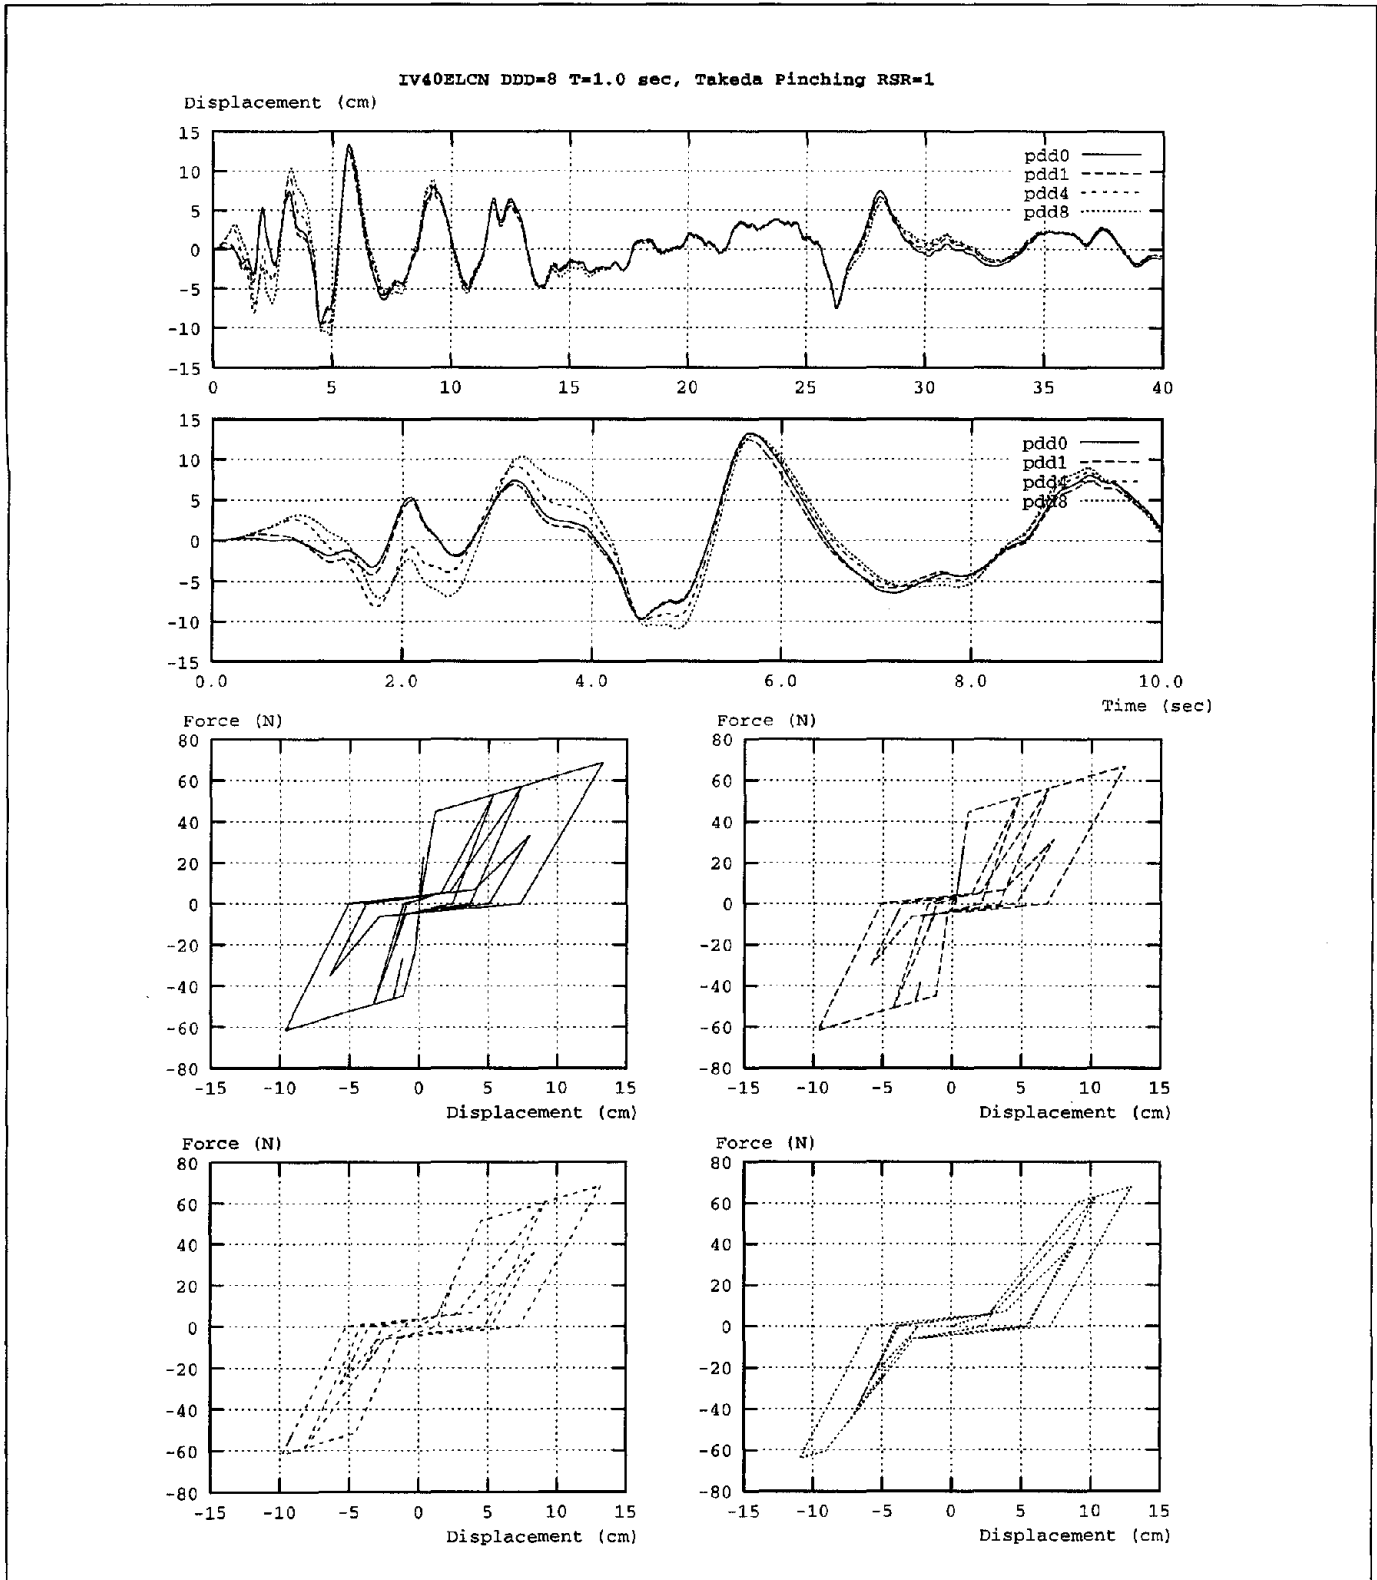 IV40ELCN DDD=8 T=1.0 sec, Takeda Pinching RSR=1
Displacement (cm)
15
10
5
0
-5
-10
-15
pdd0
pdd1
pdd4
pdd8
0 5 10 15 20 25 30 35 40
15
10
5
0
-5
-10
-15
pdd0
pdd1
pdd4
pdd8
0.0 2.0 4.0 6.0 8.0 10.0
Time (sec)
Force (N)
80
60
40
20
0
-20
-40
-60
-80
-15 -10 -5 0 5 10 15
Displacement (cm)
Force (N)
80
60
40
20
0
-20
-40
-60
-80
-15 -10 -5 0 5 10 15
Displacement (cm)
Force (N)
80
60
40
20
0
-20
-40
-60
-80
-15 -10 -5 0 5 10 15
Displacement (cm)
Force (N)
80
60
40
20
0
-20
-40
-60
-80
-15 -10 -5 0 5 10 15
Displacement (cm)